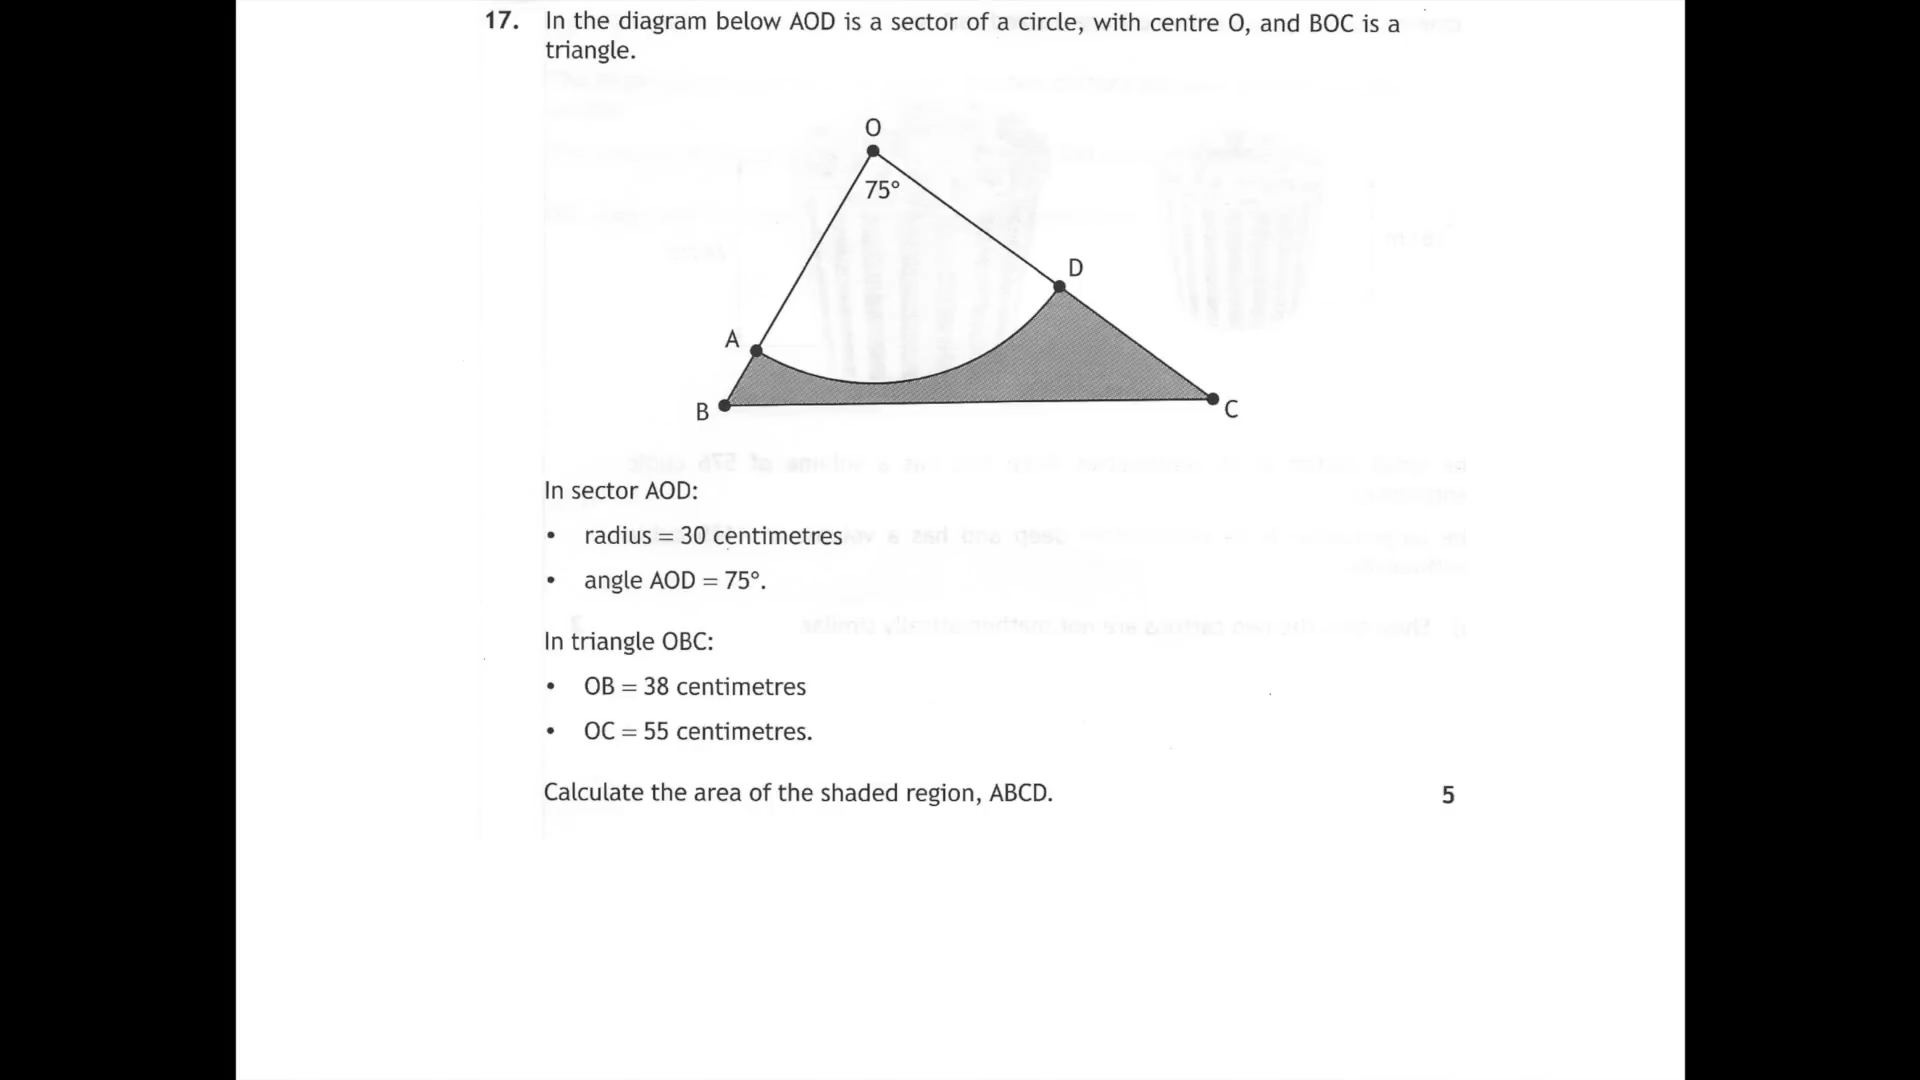 17. In the diagram below AOD is a sector of a circle, with centre O, and BOC is a
triangle.
O
75°
D
A
B
C
In sector AOD:
• radius = 30 centimetres
• angle AOD = 75°.
In triangle OBC:
• OB = 38 centimetres
• OC = 55 centimetres.
Calculate the area of the shaded region, ABCD. 5